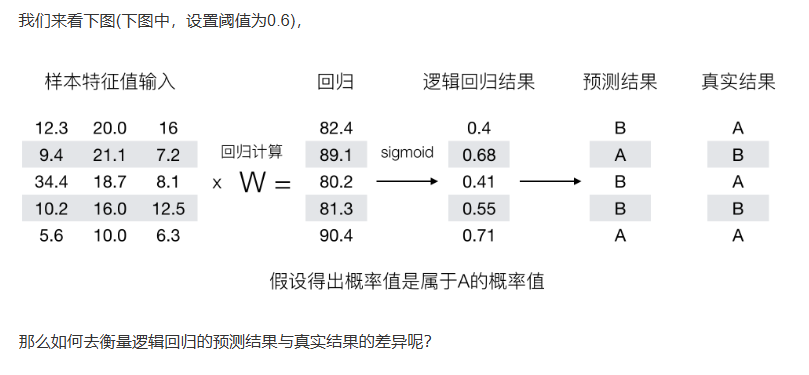 我们来看下图(下图中，设置阈值为0.6)，
样本特征值输入 回归 逻辑回归结果 预测结果 真实结果
12.3 20.0 16 82.4 0.4 B A
9.4 21.1 7.2 回归计算 89.1 sigmoid 0.68 A B
34.4 18.7 8.1 x W = 80.2 0.41 B A
10.2 16.0 12.5 81.3 0.55 B B
5.6 10.0 6.3 90.4 0.71 A A
假设得出概率值是属于A的概率值
那么如何去衡量逻辑回归的预测结果与真实结果的差异呢?